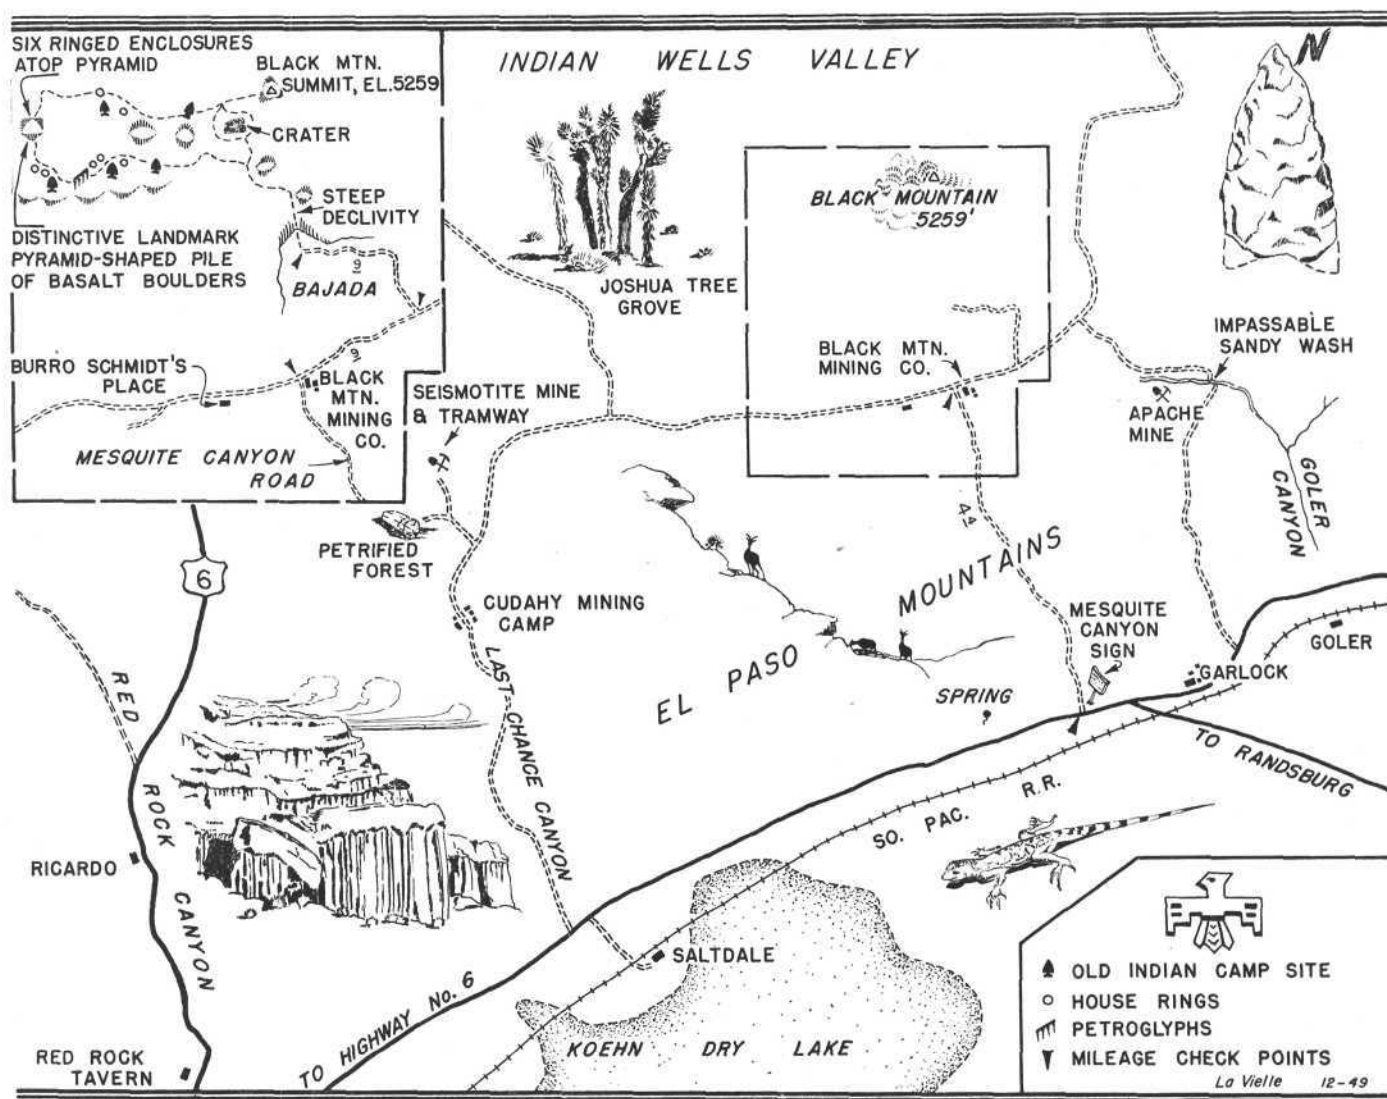 SIX RINGED ENCLOSURES
ATOP PYRAMID
BLACK MTN.
SUMMIT, EL. 5259
CRATER
STEEP
DECLIVITY
DISTINCTIVE LANDMARK
PYRAMID-SHAPED PILE
OF BASALT BOULDERS
.9
BAJADA
.9
BURRO SCHMIDT'S
PLACE
BLACK
MTN.
MINING
CO.
MESQUITE CANYON
ROAD
INDIAN WELLS VALLEY
N
JOSHUA TREE
GROVE
BLACK MOUNTAIN
5259'
BLACK MTN.
MINING CO.
IMPASSABLE
SANDY WASH
APACHE
MINE
GOLER
CANYON
SEISMOTITE MINE
& TRAMWAY
PETRIFIED
FOREST
6
CUDAHY MINING
CAMP
LAST CHANCE CANYON
4.4
EL PASO MOUNTAINS
MESQUITE
CANYON
SIGN
SPRING
GARLOCK
GOLER
TO RANDSBURG
RED ROCK CANYON
RICARDO
RED ROCK
TAVERN
TO HIGHWAY No. 6
SALTDALE
SO. PAC. R.R.
KOEHN DRY LAKE
OLD INDIAN CAMP SITE
HOUSE RINGS
PETROGLYPHS
MILEAGE CHECK POINTS
La Vielle 12-49